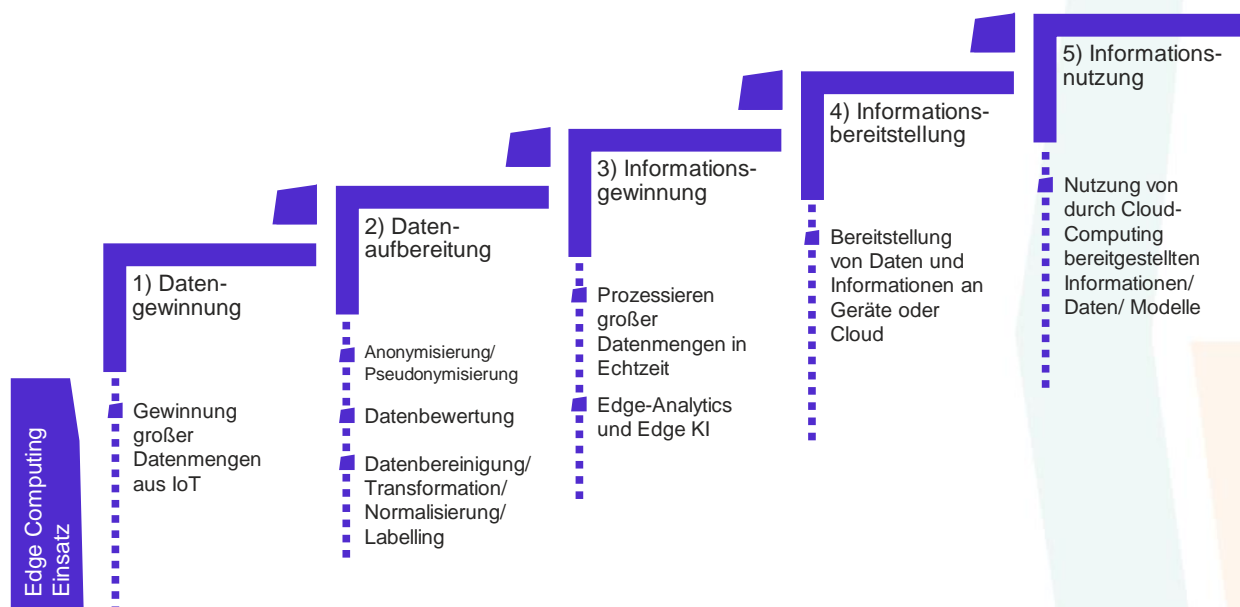 Edge Computing
Einsatz
1) Daten-
gewinnung
Gewinnung
großer
Datenmengen
aus IoT
2) Daten-
aufbereitung
Anonymisierung/
Pseudonymisierung
Datenbewertung
Datenbereinigung/
Transformation/
Normalisierung/
Labelling
3) Informations-
gewinnung
Prozessieren
großer
Datenmengen in
Echtzeit
Edge-Analytics
und Edge KI
4) Informations-
bereitstellung
Bereitstellung
von Daten und
Informationen an
Geräte oder
Cloud
5) Informations-
nutzung
Nutzung von
durch Cloud-
Computing
bereitgestellten
Informationen/
Daten/ Modelle